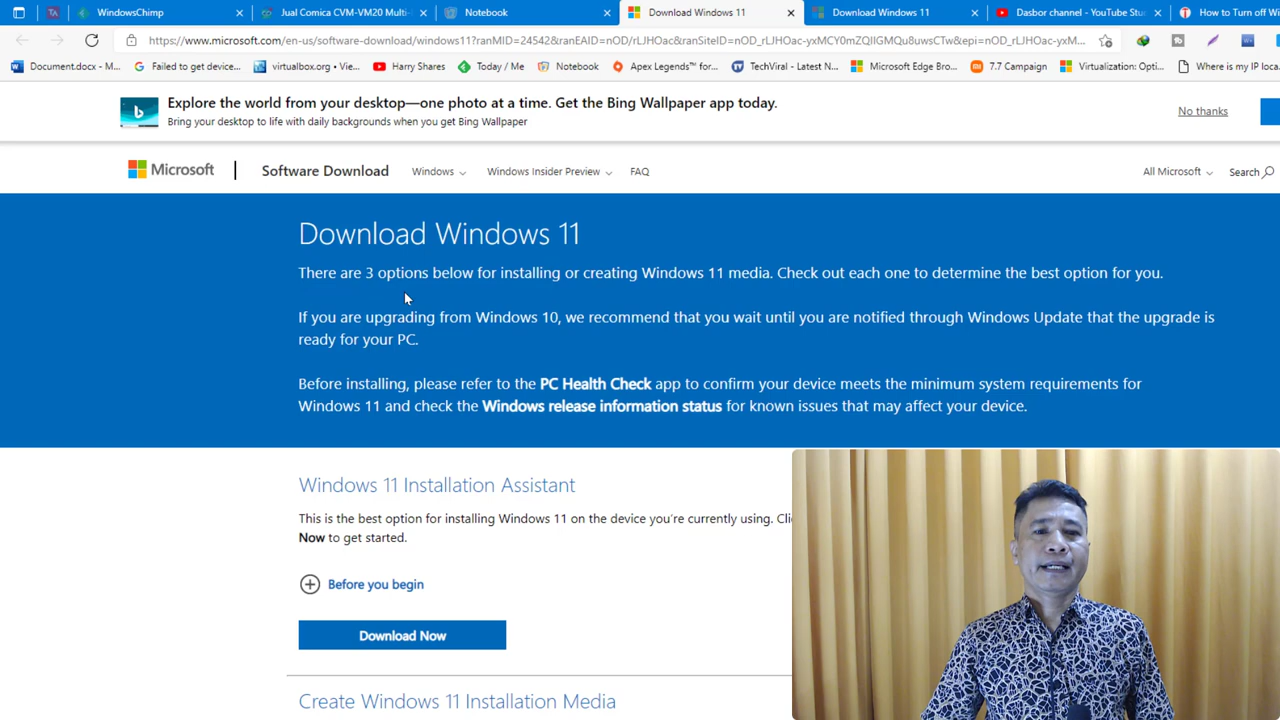 WindowsChimp
Jual Comica CVM-VM20 Multi-
Notebook
Download Windows 11
Download Windows 11
Dasbor channel - YouTube Stu
How to Turn off Wi
https://www.microsoft.com/en-us/software-download/windows11?ranMID=24542&ranEAID=nOD/rLJHOac&ranSiteID=nOD_rLJHOac-yxMCY0mZQIIGMQu8uwsCTw&epi=nOD_rLJHOac-yxM...
Document.docx - M...
Failed to get device...
virtualbox.org • Vie...
Harry Shares
Today / Me
Notebook
Apex Legends™ for...
TechViral - Latest N...
Microsoft Edge Bro...
7.7 Campaign
Virtualization: Opti...
Where is my IP loca.
Explore the world from your desktop—one photo at a time. Get the Bing Wallpaper app today.
Bring your desktop to life with daily backgrounds when you get Bing Wallpaper
No thanks
Microsoft
Software Download
Windows
Windows Insider Preview
FAQ
All Microsoft
Search
Download Windows 11
There are 3 options below for installing or creating Windows 11 media. Check out each one to determine the best option for you.
If you are upgrading from Windows 10, we recommend that you wait until you are notified through Windows Update that the upgrade is
ready for your PC.
Before installing, please refer to the PC Health Check app to confirm your device meets the minimum system requirements for
Windows 11 and check the Windows release information status for known issues that may affect your device.
Windows 11 Installation Assistant
This is the best option for installing Windows 11 on the device you're currently using. Cli
Now to get started.
Before you begin
Download Now
Create Windows 11 Installation Media